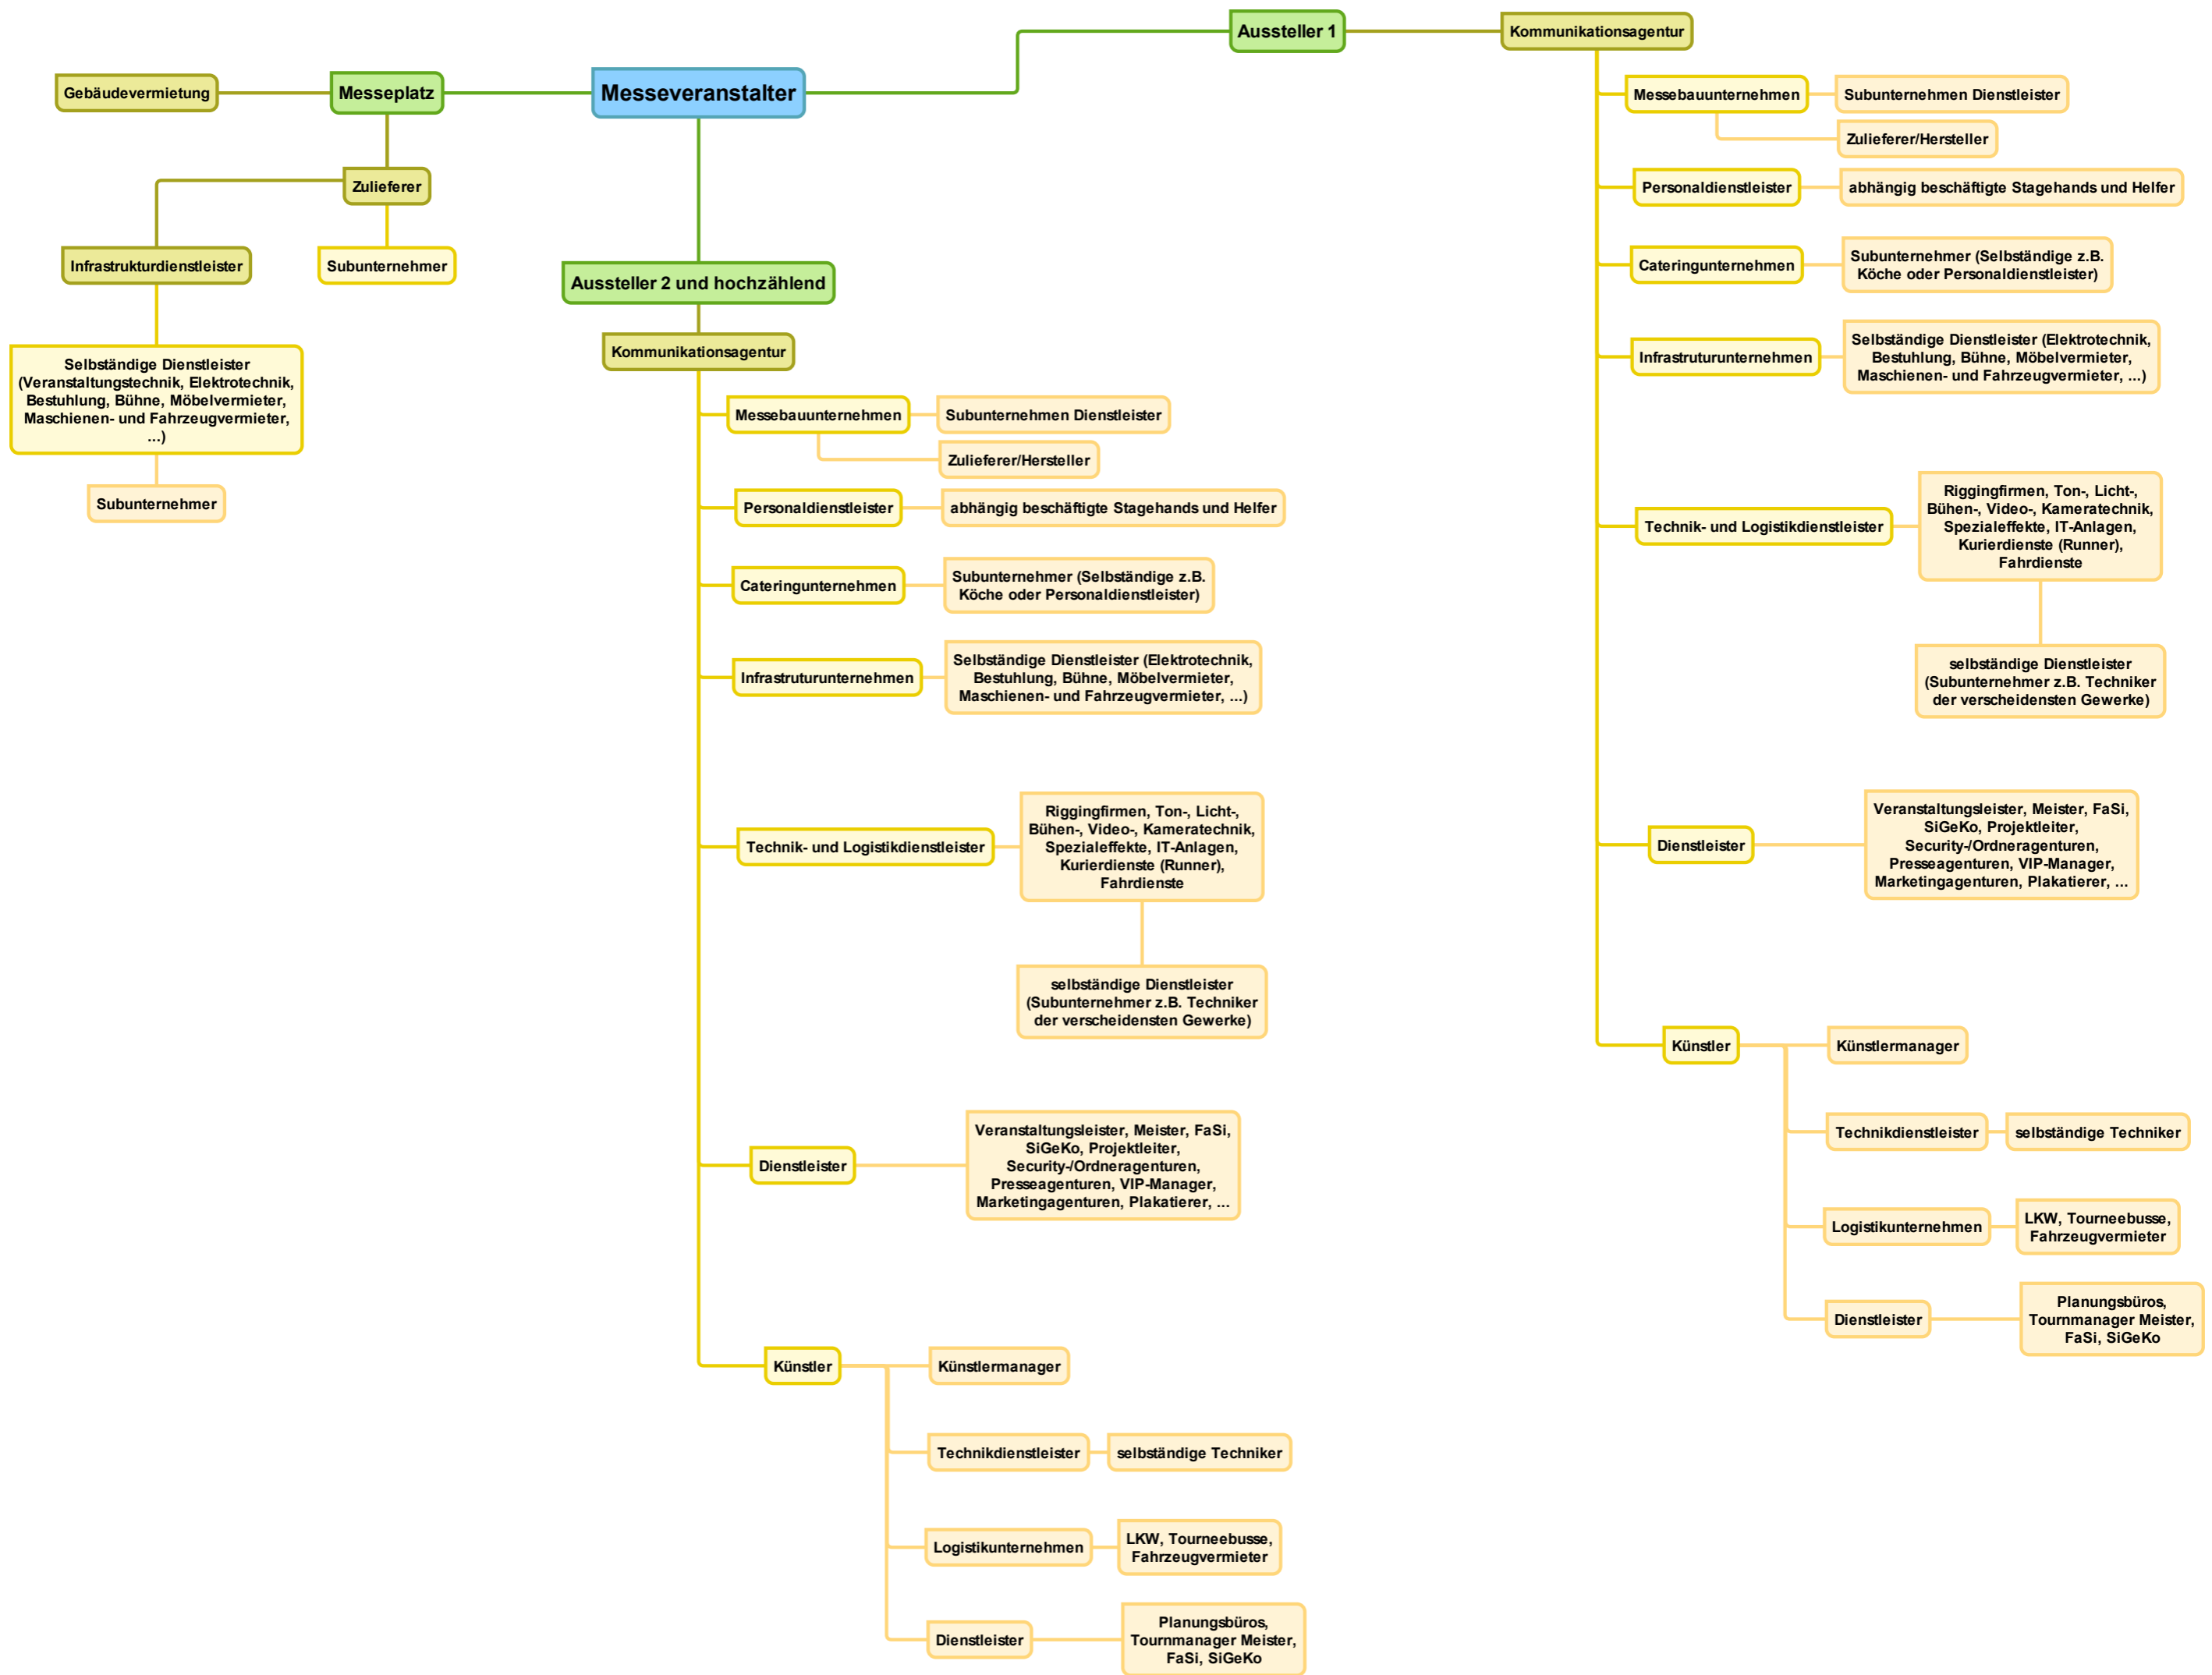 Messeveranstalter
Messeplatz
Gebäudevermietung
Zulieferer
Infrastrukturdienstleister
Subunternehmer
Selbständige Dienstleister
(Veranstaltungstechnik, Elektrotechnik,
Bestuhlung, Bühne, Möbelvermieter,
Maschienen- und Fahrzeugvermieter,
...)
Subunternehmer
Aussteller 2 und hochzählend
Kommunikationsagentur
Messebauunternehmen
Subunternehmen Dienstleister
Zulieferer/Hersteller
Personaldienstleister
abhängig beschäftigte Stagehands und Helfer
Cateringunternehmen
Subunternehmer (Selbständige z.B.
Köche oder Personaldienstleister)
Infrastruturunternehmen
Selbständige Dienstleister (Elektrotechnik,
Bestuhlung, Bühne, Möbelvermieter,
Maschienen- und Fahrzeugvermieter, ...)
Technik- und Logistikdienstleister
Riggingfirmen, Ton-, Licht-,
Bühen-, Video-, Kameratechnik,
Spezialeffekte, IT-Anlagen,
Kurierdienste (Runner),
Fahrdienste
selbständige Dienstleister
(Subunternehmer z.B. Techniker
der verscheidensten Gewerke)
Dienstleister
Veranstaltungsleister, Meister, FaSi,
SiGeKo, Projektleiter,
Security-/Ordneragenturen,
Presseagenturen, VIP-Manager,
Marketingagenturen, Plakatierer, ...
Künstler
Künstlermanager
Technikdienstleister
selbständige Techniker
Logistikunternehmen
LKW, Tourneebusse,
Fahrzeugvermieter
Dienstleister
Planungsbüros,
Tournmanager Meister,
FaSi, SiGeKo
Aussteller 1
Kommunikationsagentur
Messebauunternehmen
Subunternehmen Dienstleister
Zulieferer/Hersteller
Personaldienstleister
abhängig beschäftigte Stagehands und Helfer
Cateringunternehmen
Subunternehmer (Selbständige z.B.
Köche oder Personaldienstleister)
Infrastruturunternehmen
Selbständige Dienstleister (Elektrotechnik,
Bestuhlung, Bühne, Möbelvermieter,
Maschienen- und Fahrzeugvermieter, ...)
Technik- und Logistikdienstleister
Riggingfirmen, Ton-, Licht-,
Bühen-, Video-, Kameratechnik,
Spezialeffekte, IT-Anlagen,
Kurierdienste (Runner),
Fahrdienste
selbständige Dienstleister
(Subunternehmer z.B. Techniker
der verscheidensten Gewerke)
Dienstleister
Veranstaltungsleister, Meister, FaSi,
SiGeKo, Projektleiter,
Security-/Ordneragenturen,
Presseagenturen, VIP-Manager,
Marketingagenturen, Plakatierer, ...
Künstler
Künstlermanager
Technikdienstleister
selbständige Techniker
Logistikunternehmen
LKW, Tourneebusse,
Fahrzeugvermieter
Dienstleister
Planungsbüros,
Tournmanager Meister,
FaSi, SiGeKo